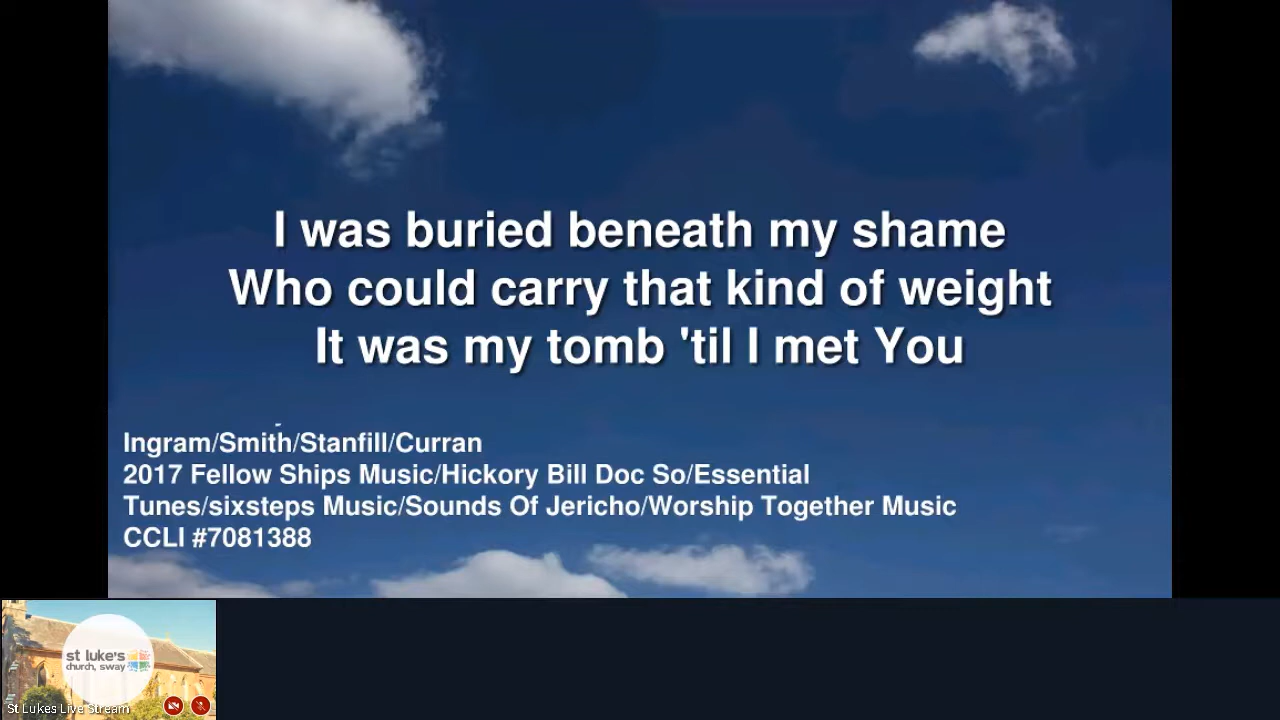 I was buried beneath my shame
Who could carry that kind of weight
It was my tomb 'til I met You
Ingram/Smith/Stanfill/Curran
2017 Fellow Ships Music/Hickory Bill Doc So/Essential
Tunes/sixsteps Music/Sounds Of Jericho/Worship Together Music
CCLI #7081388
st luke's
church, sway
St Lukes Live Stream